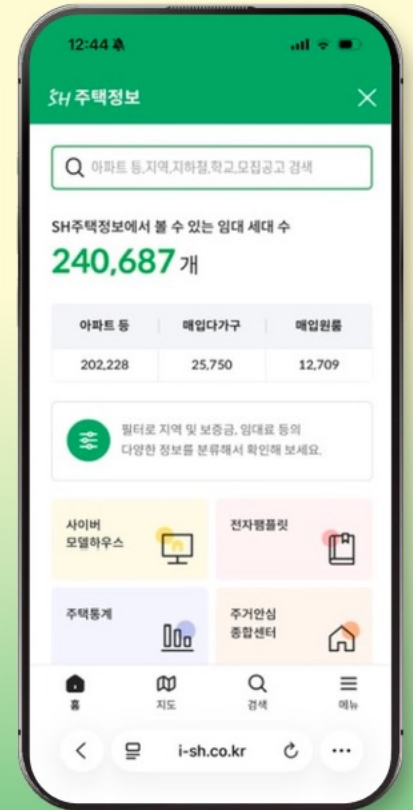 12:44
SH 주택정보
아파트 등,지역,지하철,학교,모집공고 검색
SH주택정보에서 볼 수 있는 임대 세대 수
240,687 개
아파트 등 매입다가구 매입원룸
202,228 25,750 12,709
필터로 지역 및 보증금, 임대료 등의
다양한 정보를 분류해서 확인해 보세요.
사이버
모델하우스
전자팸플릿
주택통계
주거안심
종합센터
홈 지도 검색 메뉴
i-sh.co.kr